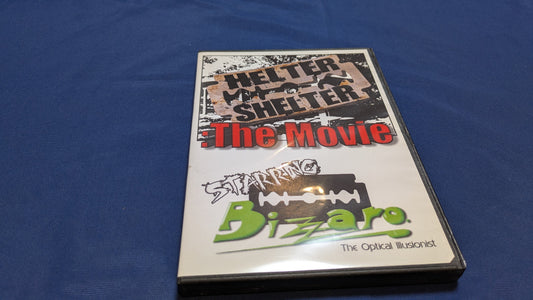 HELTER
SHELTER
:The Movie
STARRING
Bizzaro.
The Optical Illusionist